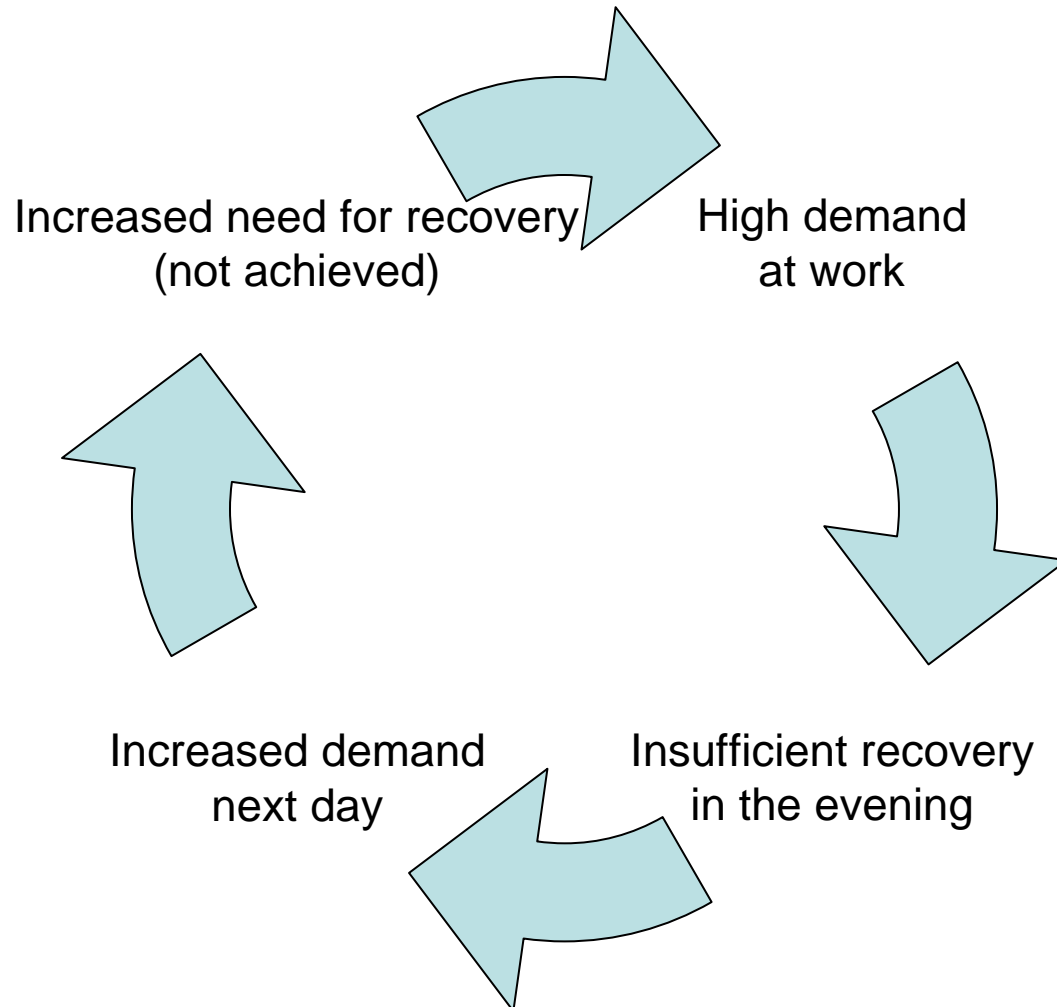 Increased need for recovery
(not achieved)
High demand
at work
Increased demand
next day
Insufficient recovery
in the evening